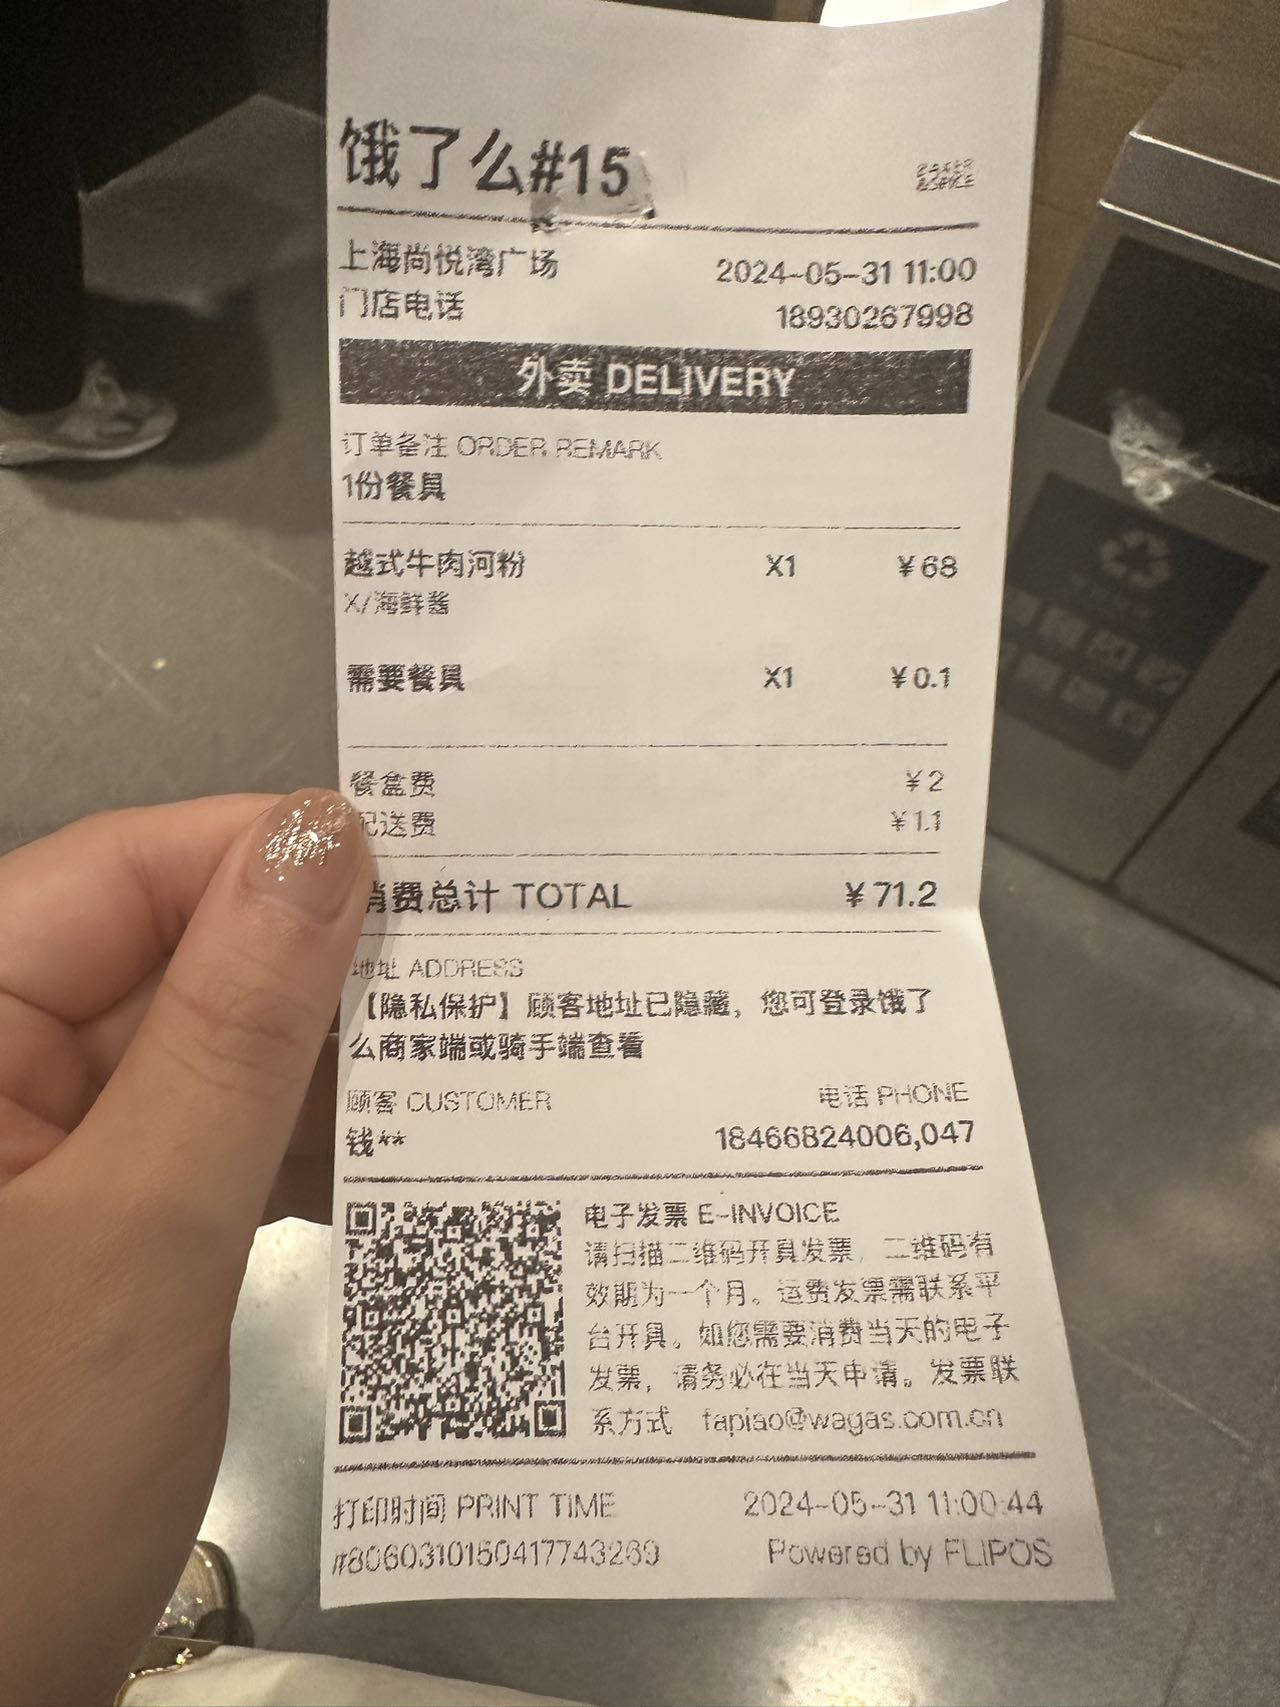 饿了么#15
BAKER
&SPICE
上海尚悦湾广场 2024-05-31 11:00
门店电话 18930267998
外卖 DELIVERY
订单备注 ORDER REMARK
1份餐具
越式牛肉河粉 X1 ¥68
X/海鲜酱
需要餐具 X1 ¥0.1
餐盒费 ¥2
配送费 ¥1.1
消费总计 TOTAL ¥71.2
地址 ADDRESS
【隐私保护】顾客地址已隐藏，您可登录饿了
么商家端或骑手端查看
顾客 CUSTOMER 电话 PHONE
钱** 18466824006,047
电子发票 E-INVOICE
请扫描二维码开具发票，二维码有
效期为一个月。运费发票需联系平
台开具。如您需要消费当天的电子
发票，请务必在当天申请。发票联
系方式 fapiao@wagas.com.cn
打印时间 PRINT TIME 2024-05-31 11:00:44
#8060310150417743269 Powered by FLIPOS